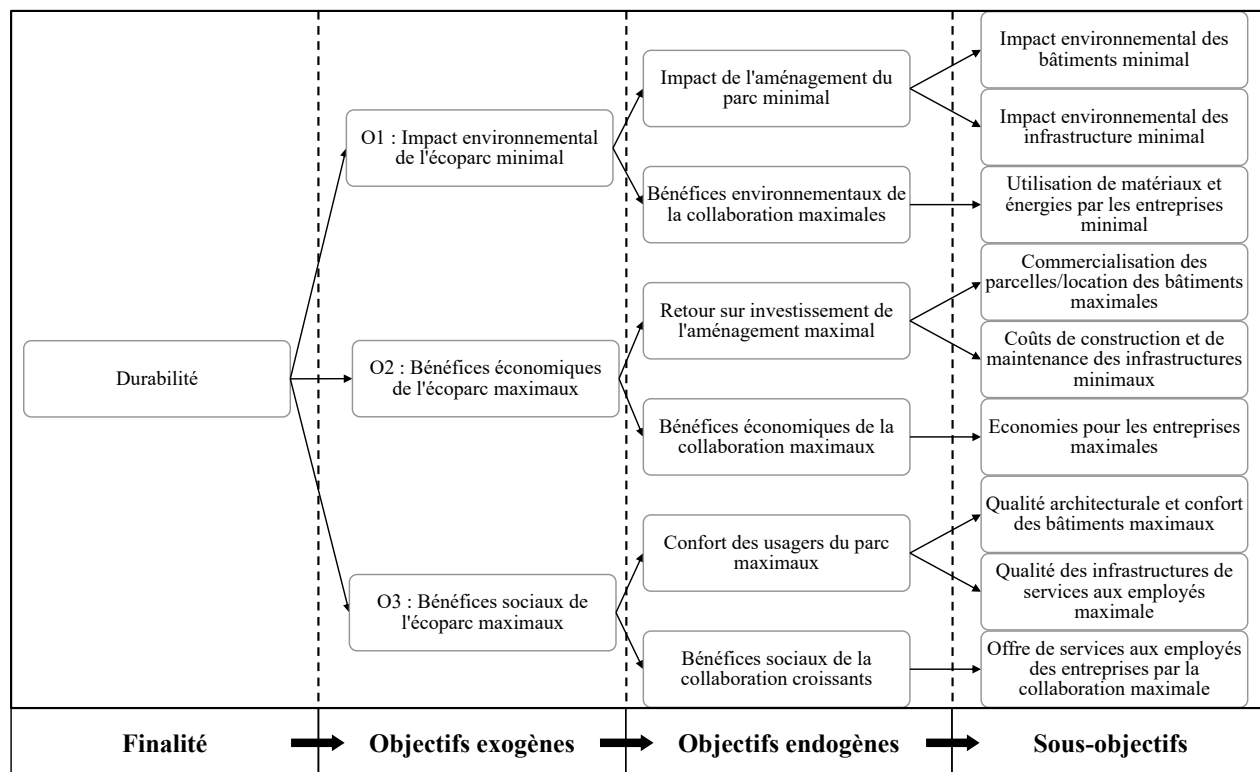 Durabilité
O1 : Impact environnemental
de l'écoparc minimal
O2 : Bénéfices économiques
de l'écoparc maximaux
O3 : Bénéfices sociaux de
l'écoparc maximaux
Impact de l'aménagement du
parc minimal
Bénéfices environnementaux de
la collaboration maximales
Retour sur investissement de
l'aménagement maximal
Bénéfices économiques de la
collaboration maximaux
Confort des usagers du parc
maximaux
Bénéfices sociaux de la
collaboration croissants
Impact environnemental des
bâtiments minimal
Impact environnemental des
infrastructure minimal
Utilisation de matériaux et
énergies par les entreprises
minimal
Commercialisation des
parcelles/location des bâtiments
maximales
Coûts de construction et de
maintenance des infrastructures
minimaux
Economies pour les entreprises
maximales
Qualité architecturale et confort
des bâtiments maximaux
Qualité des infrastructures de
services aux employés
maximale
Offre de services aux employés
des entreprises par la
collaboration maximale
Finalité
Objectifs exogènes
Objectifs endogènes
Sous-objectifs